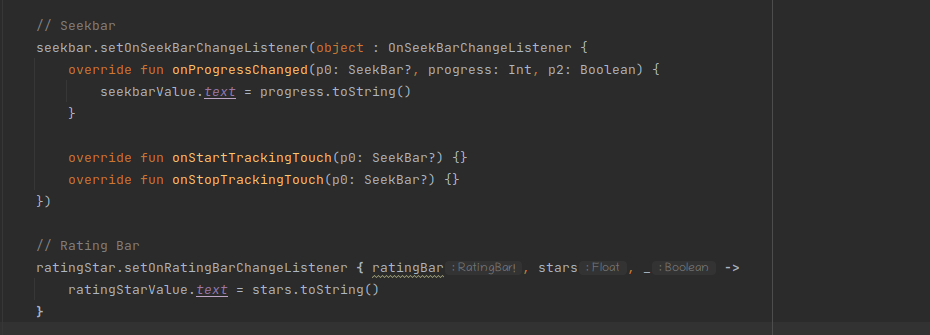 // Seekbar
seekbar.setOnSeekBarChangeListener(object : OnSeekBarChangeListener {
override fun onProgressChanged(p0: SeekBar?, progress: Int, p2: Boolean) {
seekbarValue.text = progress.toString()
}
override fun onStartTrackingTouch(p0: SeekBar?) {}
override fun onStopTrackingTouch(p0: SeekBar?) {}
})
// Rating Bar
ratingStar.setOnRatingBarChangeListener { ratingBar : RatingBar! , stars : Float , _ : Boolean ->
ratingStarValue.text = stars.toString()
}